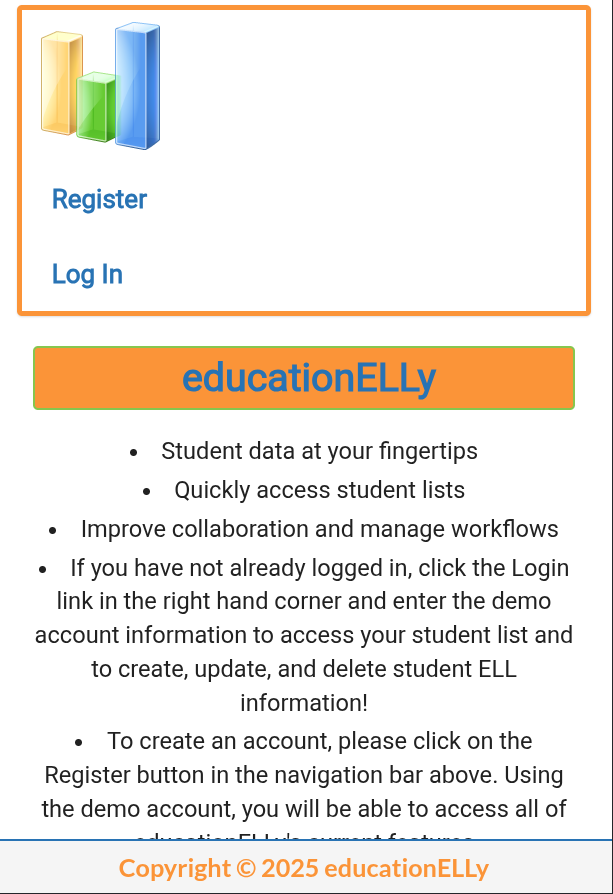 Register
Log In
educationELLy
• Student data at your fingertips
• Quickly access student lists
• Improve collaboration and manage workflows
• If you have not already logged in, click the Login
link in the right hand corner and enter the demo
account information to access your student list and
to create, update, and delete student ELL
information!
• To create an account, please click on the
Register button in the navigation bar above. Using
the demo account, you will be able to access all of
educationELLy's current features
Copyright © 2025 educationELLy